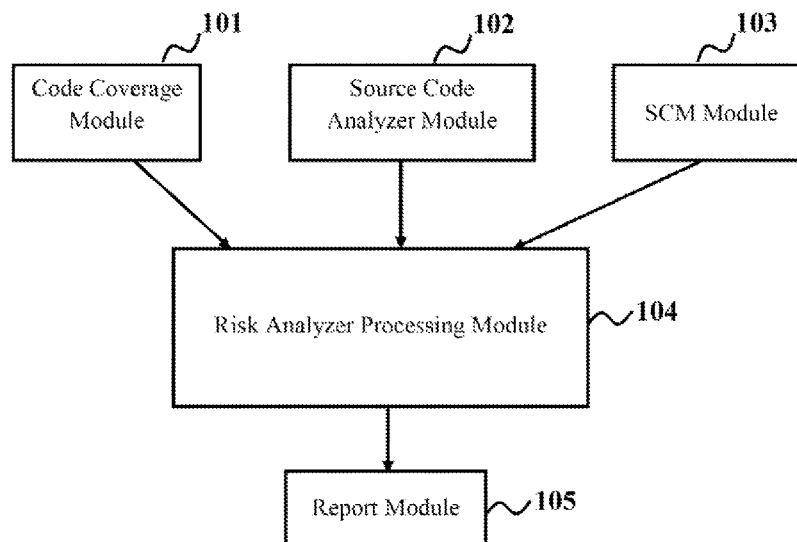 101
102
103
Code Coverage
Module
Source Code
Analyzer Module
SCM Module
Risk Analyzer Processing Module
104
Report Module
105